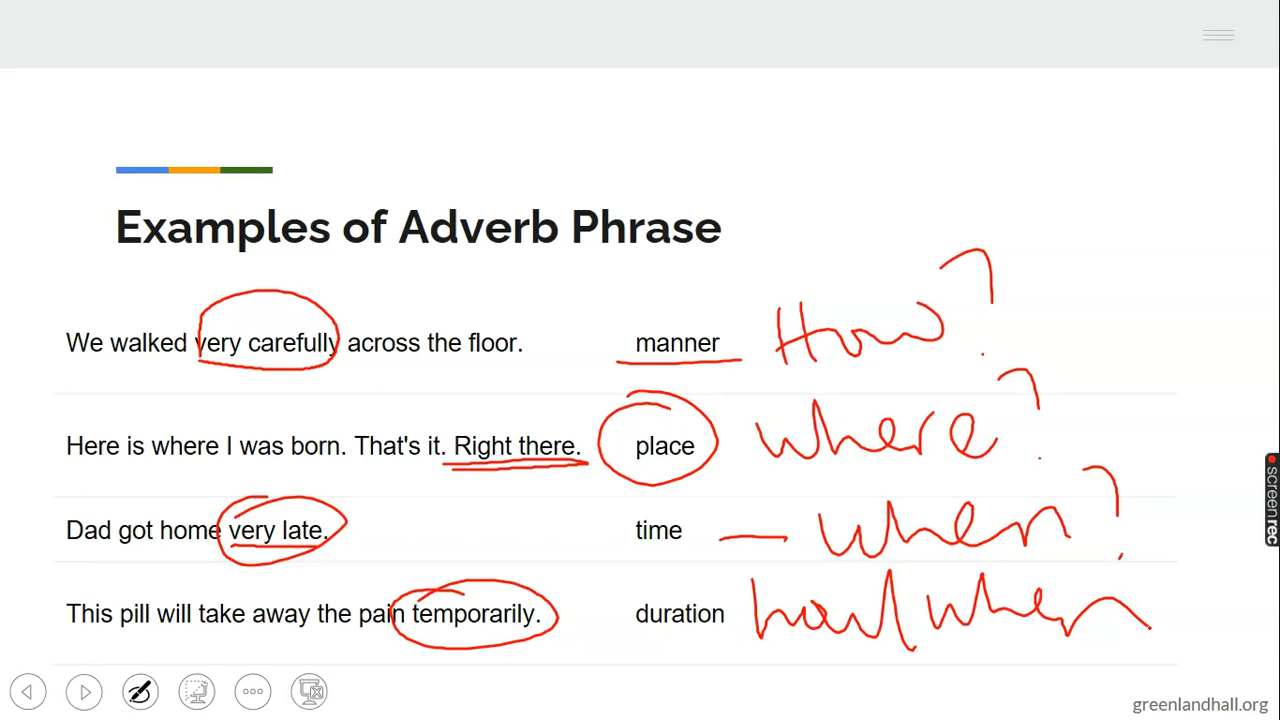 Examples of Adverb Phrase
We walked very carefully across the floor. manner How?
Here is where I was born. That's it. Right there. place where?
Dad got home very late. time — when?
This pill will take away the pain temporarily. duration when
greenlandhall.org
screenrec